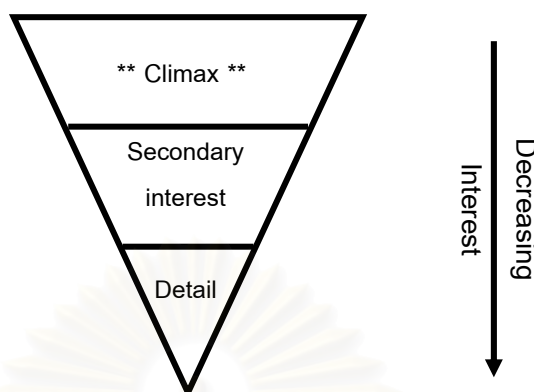 ** Climax **
Secondary
interest
Detail
Decreasing
Interest